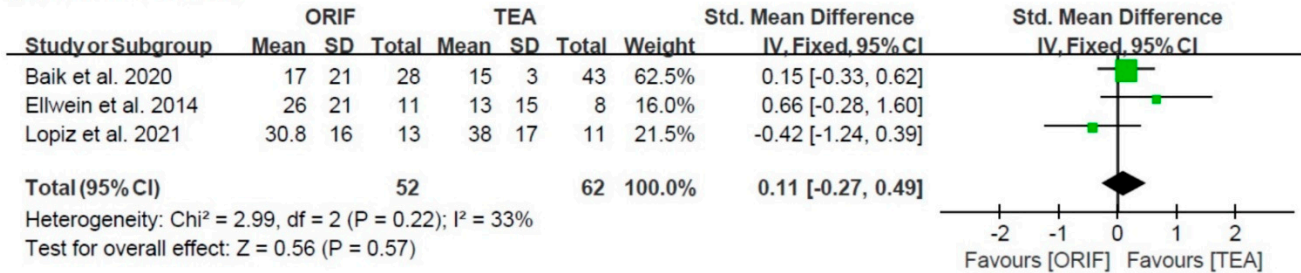 ORIF TEA Std. Mean Difference Std. Mean Difference
Study or Subgroup Mean SD Total Mean SD Total Weight IV, Fixed, 95% CI IV, Fixed, 95% CI
Baik et al. 2020 17 21 28 15 3 43 62.5% 0.15 [-0.33, 0.62]
Ellwein et al. 2014 26 21 11 13 15 8 16.0% 0.66 [-0.28, 1.60]
Lopiz et al. 2021 30.8 16 13 38 17 11 21.5% -0.42 [-1.24, 0.39]
Total (95% CI) 52 62 100.0% 0.11 [-0.27, 0.49]
Heterogeneity: Chi² = 2.99, df = 2 (P = 0.22); I² = 33%
Test for overall effect: Z = 0.56 (P = 0.57)
-2 -1 0 1 2
Favours [ORIF] Favours [TEA]